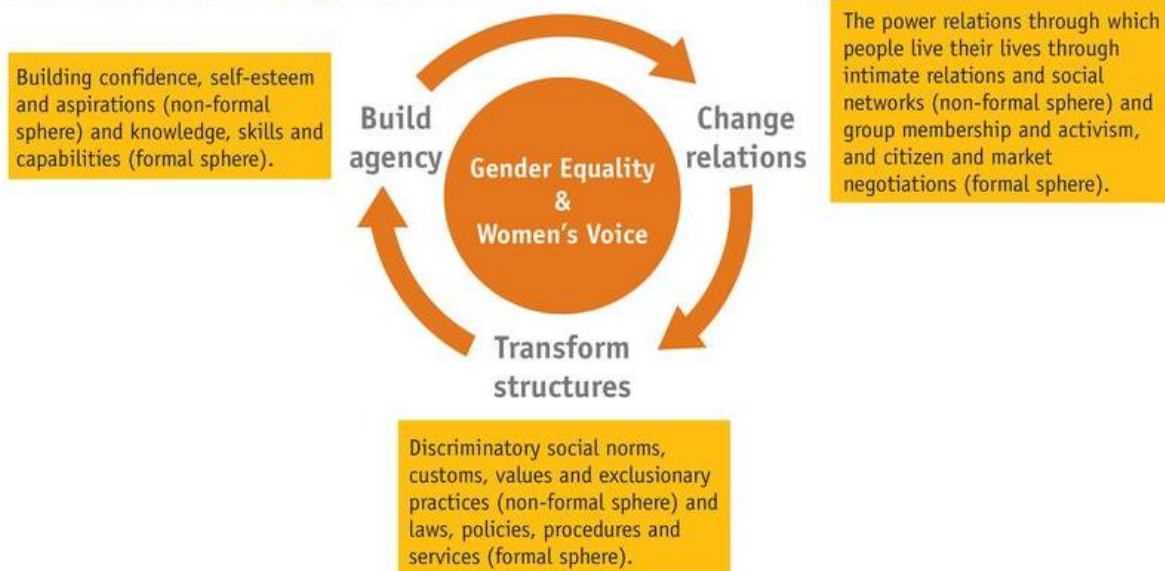 Building confidence, self-esteem
and aspirations (non-formal
sphere) and knowledge, skills and
capabilities (formal sphere).
Build
agency
Gender Equality
&
Women's Voice
Change
relations
The power relations through which
people live their lives through
intimate relations and social
networks (non-formal sphere) and
group membership and activism,
and citizen and market
negotiations (formal sphere).
Transform
structures
Discriminatory social norms,
customs, values and exclusionary
practices (non-formal sphere) and
laws, policies, procedures and
services (formal sphere).